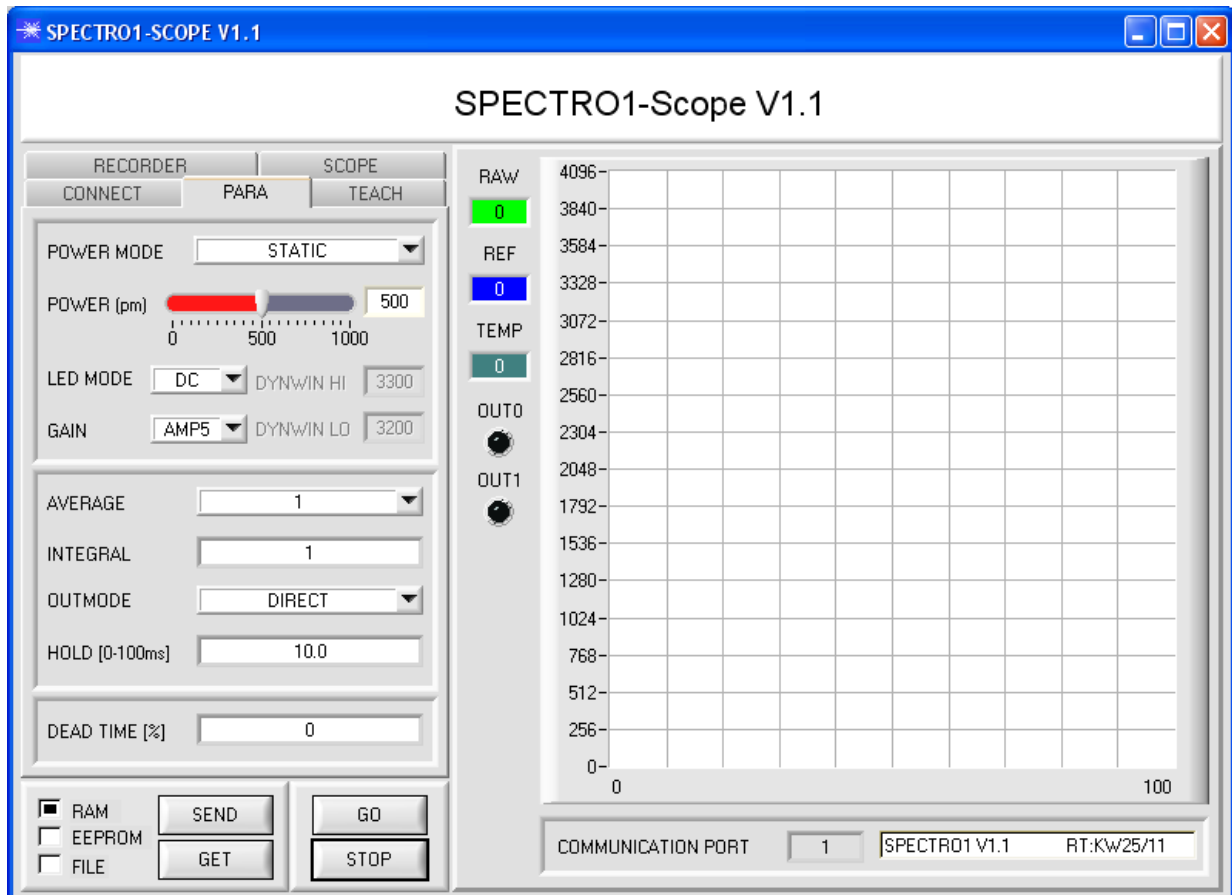 SPECTRO1-SCOPE V1.1
SPECTRO1-Scope V1.1
RECORDER SCOPE
CONNECT PARA TEACH
POWER MODE STATIC
POWER (pm) 500
0 500 1000
LED MODE DC DYNWIN HI 3300
GAIN AMP5 DYNWIN LO 3200
AVERAGE 1
INTEGRAL 1
OUTMODE DIRECT
HOLD [0-100ms] 10.0
DEAD TIME [%] 0
RAM
EEPROM
FILE
SEND
GET
GO
STOP
RAW
0
REF
0
TEMP
0
OUT0
OUT1
4096
3840
3584
3328
3072
2816
2560
2304
2048
1792
1536
1280
1024
768
512
256
0
0 100
COMMUNICATION PORT 1 SPECTRO1 V1.1 RT:KW25/11